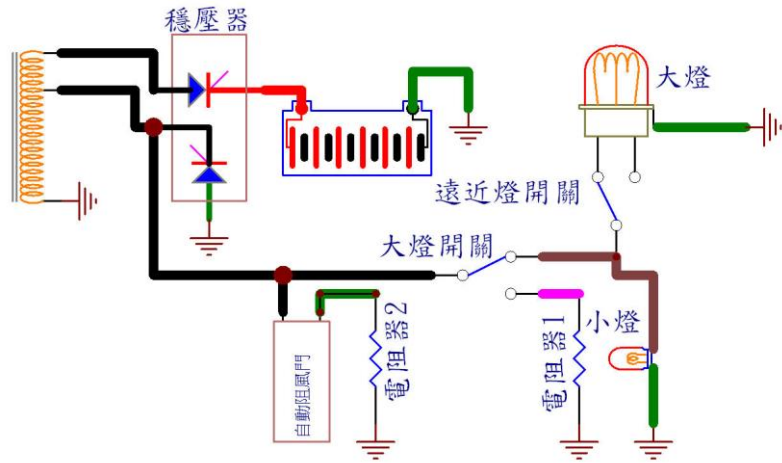 穩壓器
大燈
遠近燈開關
大燈開關
小燈
電阻器2
電阻器1
自動阻風門